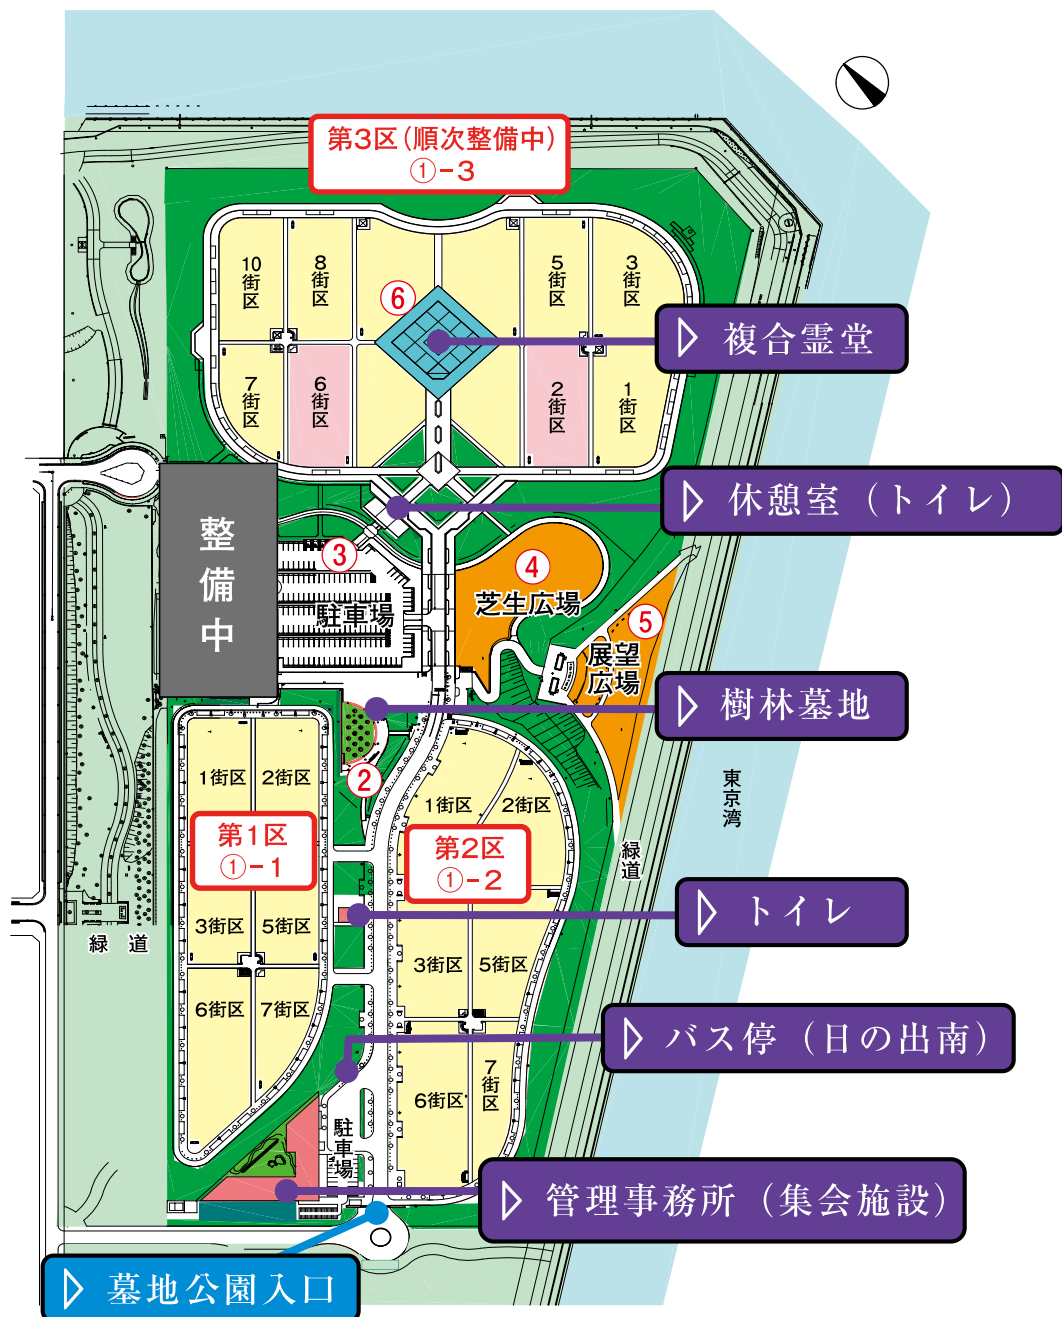 第3区(順次整備中)
①-3
10街区
8街区
5街区
3街区
⑥
複合霊堂
7街区
6街区
2街区
1街区
休憩室（トイレ）
整備中
③
駐車場
④
芝生広場
⑤
展望
広場
樹林墓地
②
東京湾
1街区
2街区
第1区
①-1
3街区
5街区
6街区
7街区
1街区
2街区
第2区
①-2
3街区
5街区
6街区
7街区
緑道
トイレ
緑道
バス停（日の出南）
駐車場
管理事務所（集会施設）
墓地公園入口